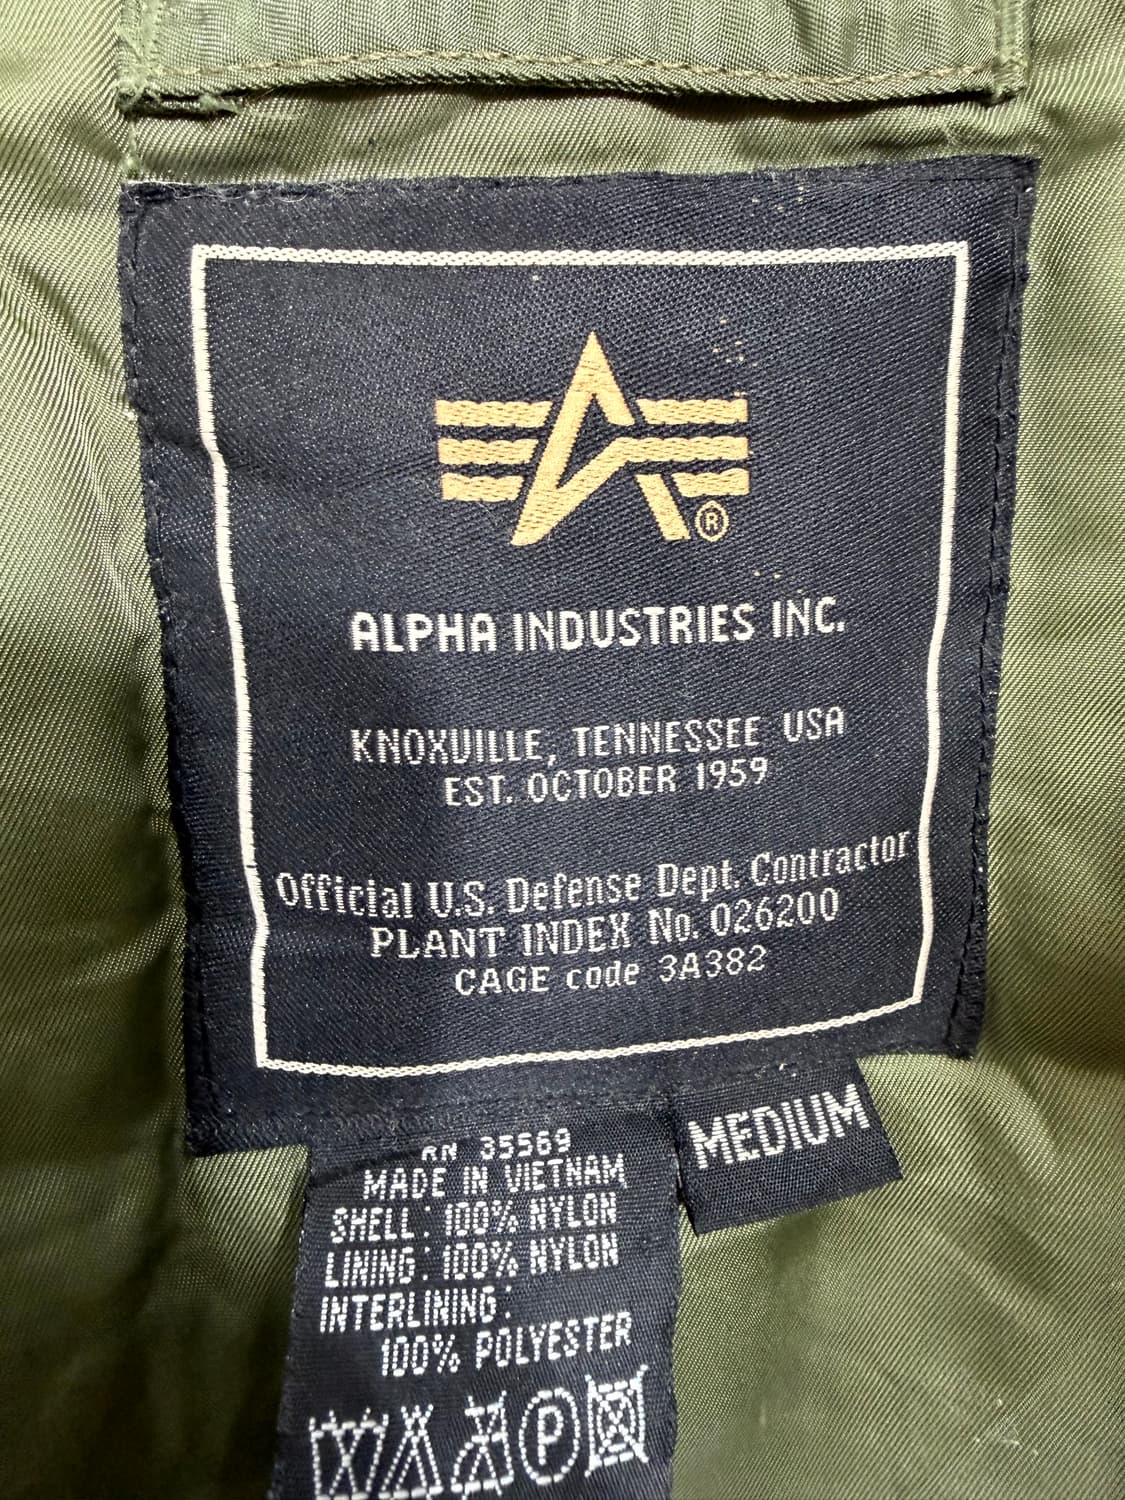 ®
ALPHA INDUSTRIES INC.
KNOXVILLE, TENNESSEE USA
EST. OCTOBER 1959
Official U.S. Defense Dept. Contractor
PLANT INDEX No. 026200
CAGE code 3A382
MEDIUM
RN 35569
MADE IN VIETNAM
SHELL: 100% NYLON
LINING: 100% NYLON
INTERLINING:
100% POLYESTER
P